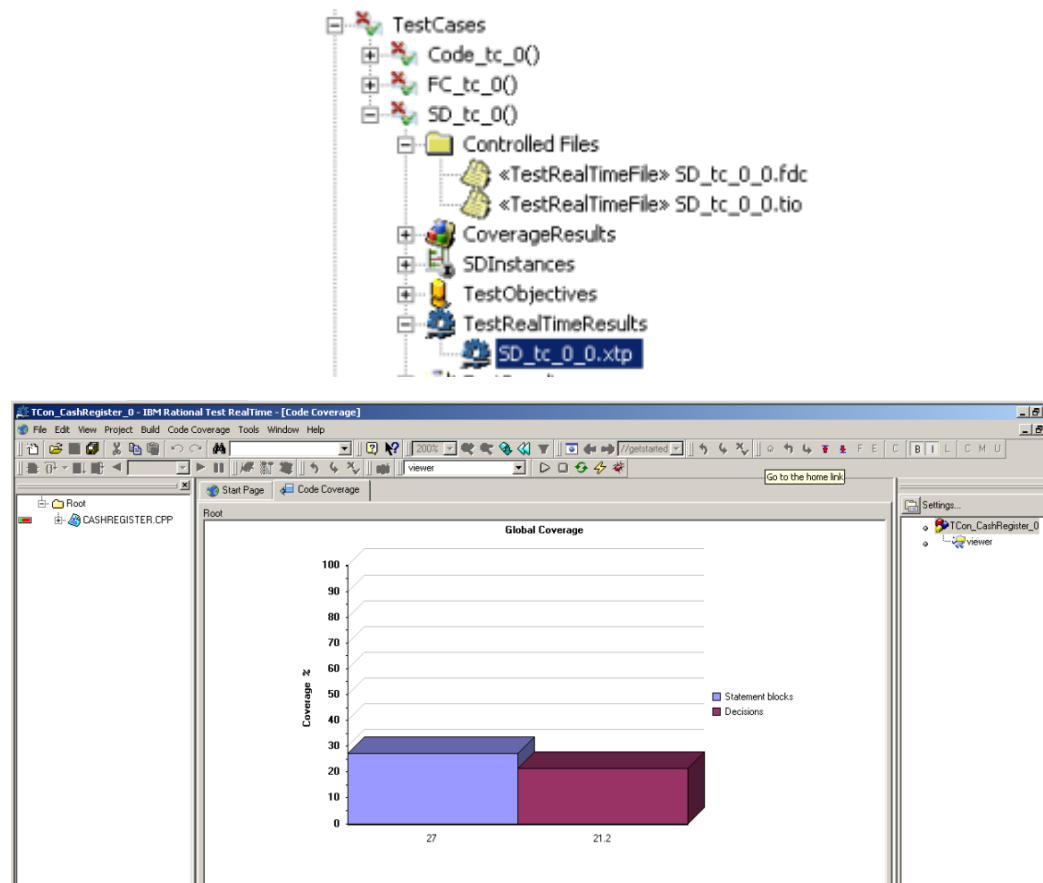 TestCases
Code_tc_0()
FC_tc_0()
SD_tc_0()
Controlled Files
«TestRealTimeFile» SD_tc_0_0.fdc
«TestRealTimeFile» SD_tc_0_0.tio
CoverageResults
SDInstances
TestObjectives
TestRealTimeResults
SD_tc_0_0.xtp
TCon_CashRegister_0 - IBM Rational Test RealTime - [Code Coverage]
File Edit View Project Build Code Coverage Tools Window Help
200% //getstarted F E C B I L C M U
viewer
Go to the home link
Start Page Code Coverage
Root
CASHREGISTER.CPP
Root
Global Coverage
100
90
80
70
60
50
40
30
20
10
0
Coverage %
27 21.2
Statement blocks
Decisions
Settings...
TCon_CashRegister_0
viewer